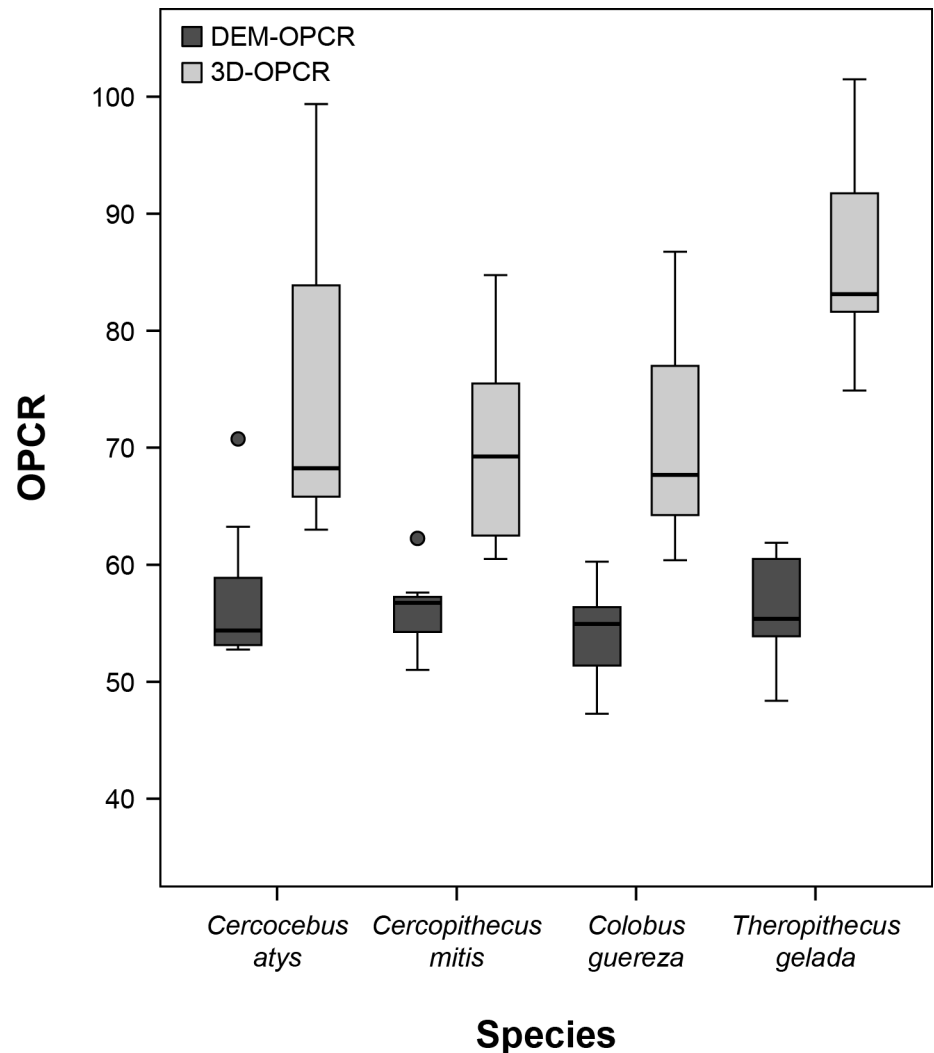 DEM-OPCR
3D-OPCR
100
90
80
70
60
50
40
OPCR
Cercocebus atys
Cercopithecus mitis
Colobus guereza
Theropithecus gelada
Species